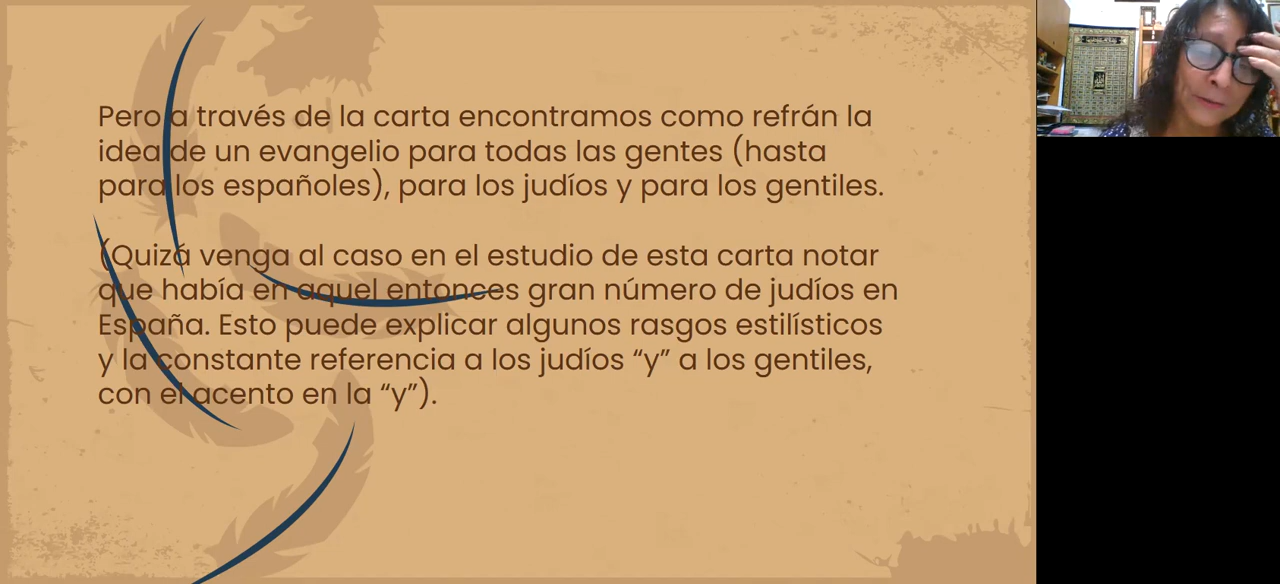 Pero a través de la carta encontramos como refrán la
idea de un evangelio para todas las gentes (hasta
para los españoles), para los judíos y para los gentiles.
(Quizá venga al caso en el estudio de esta carta notar
que había en aquel entonces gran número de judíos en
España. Esto puede explicar algunos rasgos estilísticos
y la constante referencia a los judíos “y” a los gentiles,
con el acento en la “y”).